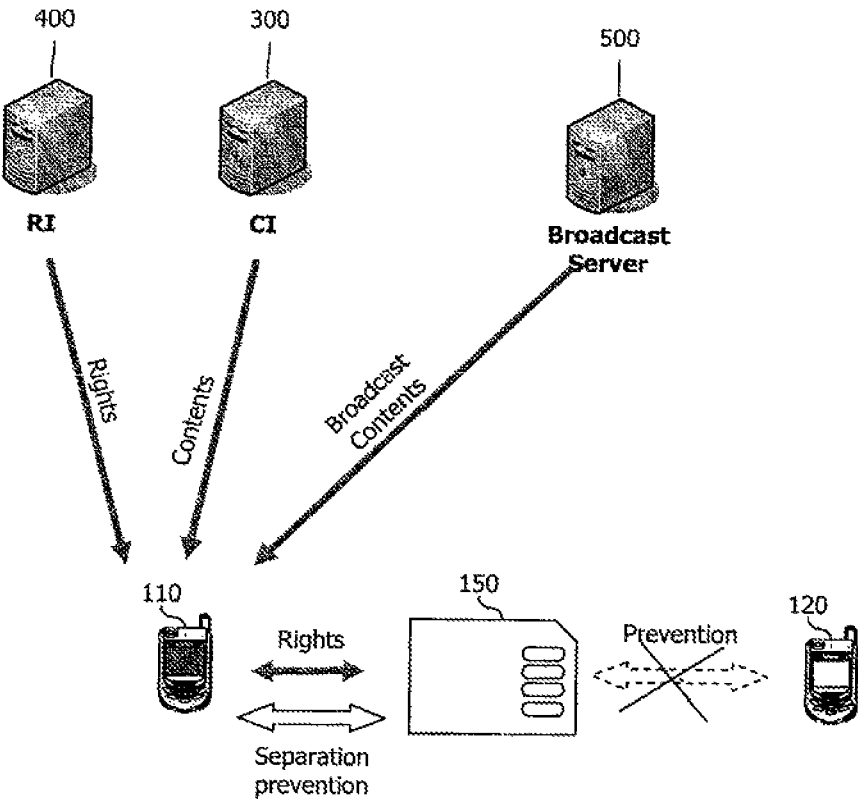 400
300
500
RI
CI
Broadcast
Server
Rights
Contents
Broadcast
Contents
110
150
120
Rights
Prevention
Separation
prevention